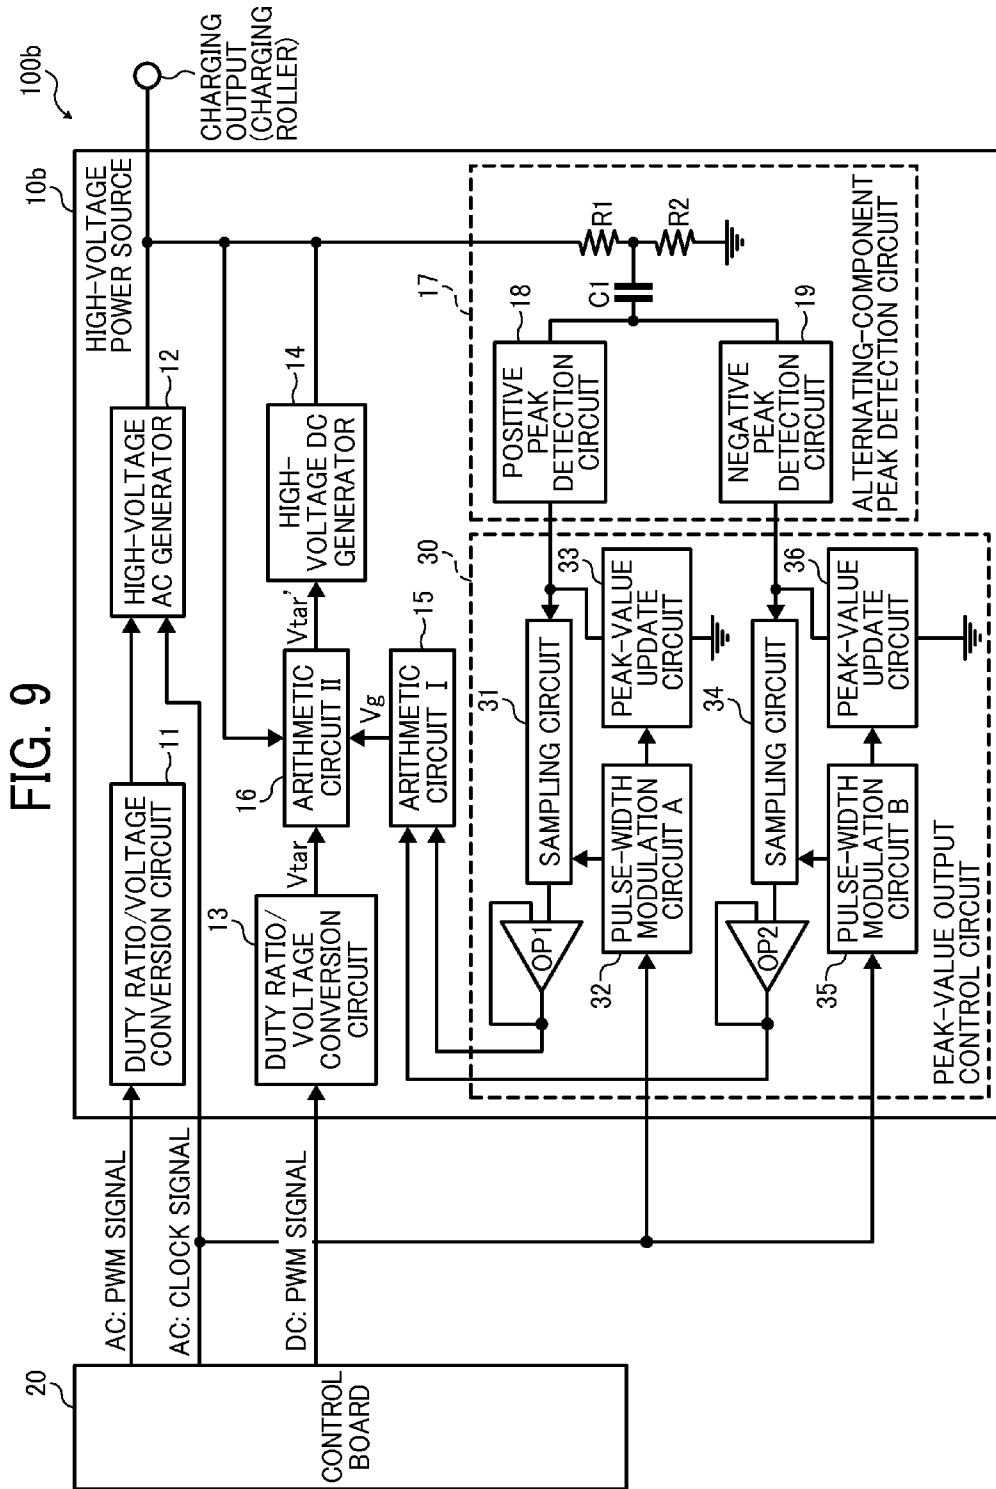 FIG. 9
100b
10b
HIGH-VOLTAGE
POWER SOURCE
CHARGING
OUTPUT
(CHARGING
ROLLER)
20
CONTROL
BOARD
AC: PWM SIGNAL
AC: CLOCK SIGNAL
DC: PWM SIGNAL
11
DUTY RATIO/VOLTAGE
CONVERSION CIRCUIT
12
HIGH-VOLTAGE
AC GENERATOR
13
DUTY RATIO/
VOLTAGE
CONVERSION
CIRCUIT
Vtar
16
ARITHMETIC
CIRCUIT II
Vtar'
14
HIGH-
VOLTAGE DC
GENERATOR
Vg
15
ARITHMETIC
CIRCUIT I
30
OP1
31
SAMPLING CIRCUIT
32
PULSE-WIDTH
MODULATION
CIRCUIT A
33
PEAK-VALUE
UPDATE
CIRCUIT
OP2
34
SAMPLING CIRCUIT
35
PULSE-WIDTH
MODULATION
CIRCUIT B
36
PEAK-VALUE
UPDATE
CIRCUIT
PEAK-VALUE OUTPUT
CONTROL CIRCUIT
17
18
POSITIVE
PEAK
DETECTION
CIRCUIT
C1
R1
R2
19
NEGATIVE
PEAK
DETECTION
CIRCUIT
ALTERNATING-COMPONENT
PEAK DETECTION CIRCUIT